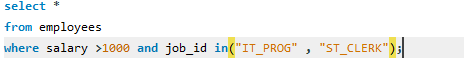 select *
from employees
where salary >1000 and job_id in("IT_PROG" , "ST_CLERK");